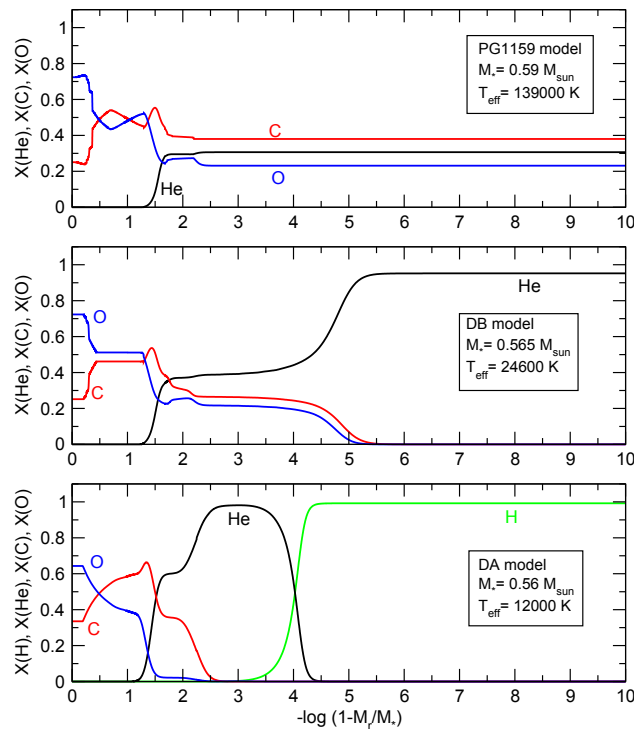 X(He), X(C), X(O)
1
0.8
0.6
0.4
0.2
0
PG1159 model
M*= 0.59 Msun
Teff= 139000 K
C
He
O
0 1 2 3 4 5 6 7 8 9 10
X(He), X(C), X(O)
1
0.8
0.6
0.4
0.2
0
He
O
C
DB model
M*= 0.565 Msun
Teff= 24600 K
0 1 2 3 4 5 6 7 8 9 10
X(H), X(He), X(C), X(O)
1
0.8
0.6
0.4
0.2
0
He
H
O
C
DA model
M*= 0.56 Msun
Teff= 12000 K
0 1 2 3 4 5 6 7 8 9 10
-log (1-Mr/M*)